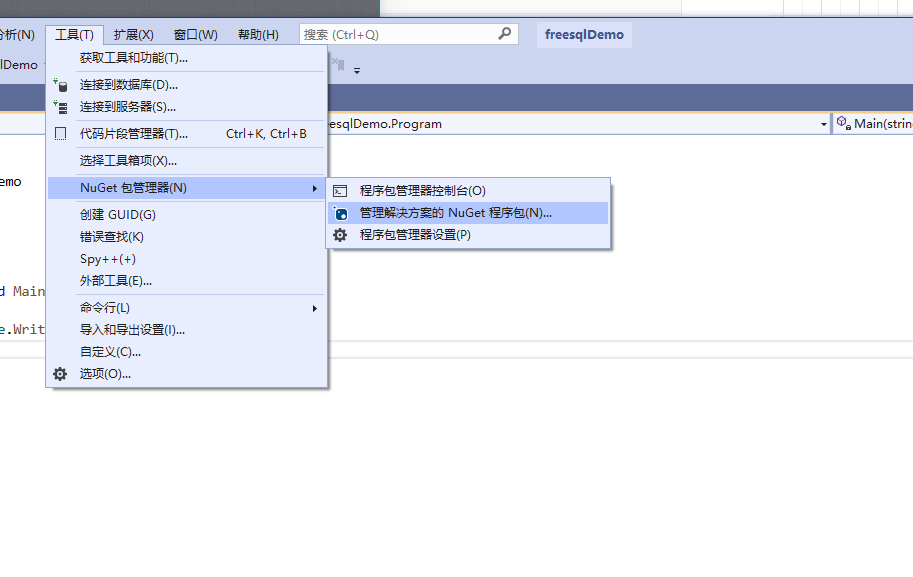 分析(N) 工具(T) 扩展(X) 窗口(W) 帮助(H) 搜索 (Ctrl+Q) freesqlDemo
lDemo
获取工具和功能(T)...
连接到数据库(D)...
连接到服务器(S)...
esqlDemo.Program Main(string
代码片段管理器(T)... Ctrl+K, Ctrl+B
选择工具箱项(X)...
emo
NuGet 包管理器(N)
程序包管理器控制台(O)
管理解决方案的 NuGet 程序包(N)...
程序包管理器设置(P)
创建 GUID(G)
错误查找(K)
Spy++(+)
外部工具(E)...
d Main
命令行(L)
导入和导出设置(I)...
e.Writ
自定义(C)...
选项(O)...